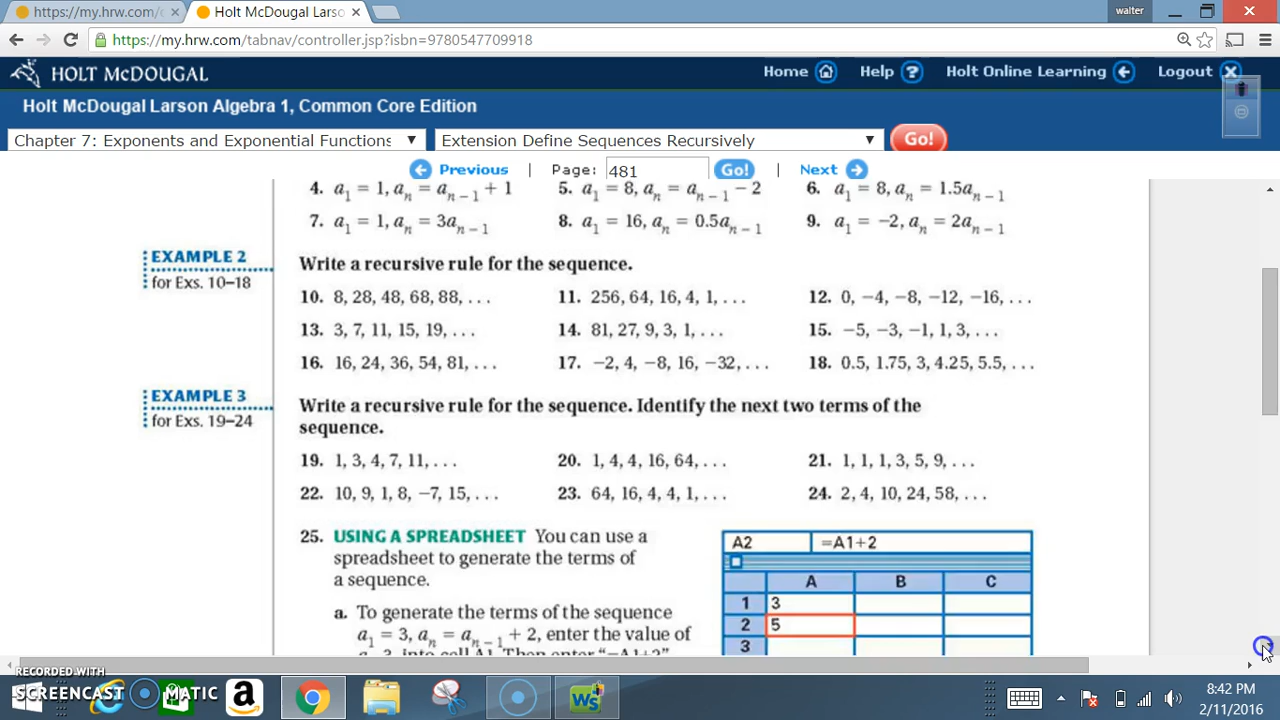 https://my.hrw.com/tabna
Holt McDougal Larso
walter
https://my.hrw.com/tabnav/controller.jsp?isbn=9780547709918
HOLT McDOUGAL
Home
Help
Holt Online Learning
Logout
Holt McDougal Larson Algebra 1, Common Core Edition
Chapter 7: Exponents and Exponential Functions
Extension Define Sequences Recursively
Go!
Previous | Page: 481 Go! | Next
4. a₁ = 1, aₙ = aₙ₋₁ + 1
5. a₁ = 8, aₙ = aₙ₋₁ − 2
6. a₁ = 8, aₙ = 1.5aₙ₋₁
7. a₁ = 1, aₙ = 3aₙ₋₁
8. a₁ = 16, aₙ = 0.5aₙ₋₁
9. a₁ = −2, aₙ = 2aₙ₋₁
EXAMPLE 2
for Exs. 10–18
Write a recursive rule for the sequence.
10. 8, 28, 48, 68, 88, . . .
11. 256, 64, 16, 4, 1, . . .
12. 0, −4, −8, −12, −16, . . .
13. 3, 7, 11, 15, 19, . . .
14. 81, 27, 9, 3, 1, . . .
15. −5, −3, −1, 1, 3, . . .
16. 16, 24, 36, 54, 81, . . .
17. −2, 4, −8, 16, −32, . . .
18. 0.5, 1.75, 3, 4.25, 5.5, . . .
EXAMPLE 3
for Exs. 19–24
Write a recursive rule for the sequence. Identify the next two terms of the
sequence.
19. 1, 3, 4, 7, 11, . . .
20. 1, 4, 4, 16, 64, . . .
21. 1, 1, 1, 3, 5, 9, . . .
22. 10, 9, 1, 8, −7, 15, . . .
23. 64, 16, 4, 4, 1, . . .
24. 2, 4, 10, 24, 58, . . .
25. USING A SPREADSHEET You can use a
spreadsheet to generate the terms of
a sequence.
a. To generate the terms of the sequence
a₁ = 3, aₙ = aₙ₋₁ + 2, enter the value of
A2 =A1+2
A B C
1 3
2 5
3
RECORDED WITH
SCREENCAST MATIC
8:42 PM
2/11/2016